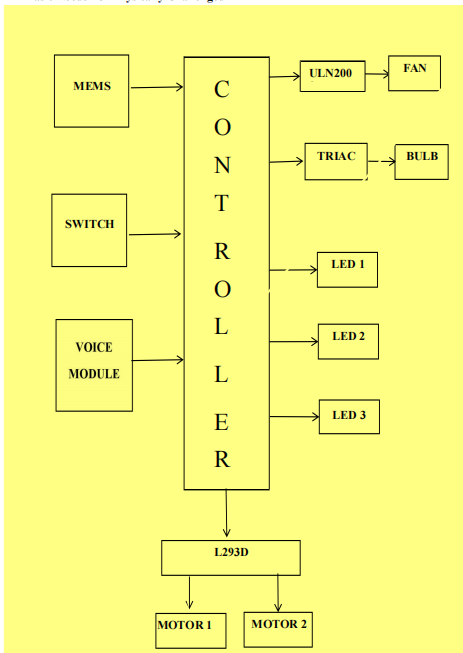 MEMS
SWITCH
VOICE
MODULE
C
O
N
T
R
O
L
L
E
R
ULN200
FAN
TRIAC
BULB
LED 1
LED 2
LED 3
L293D
MOTOR 1
MOTOR 2